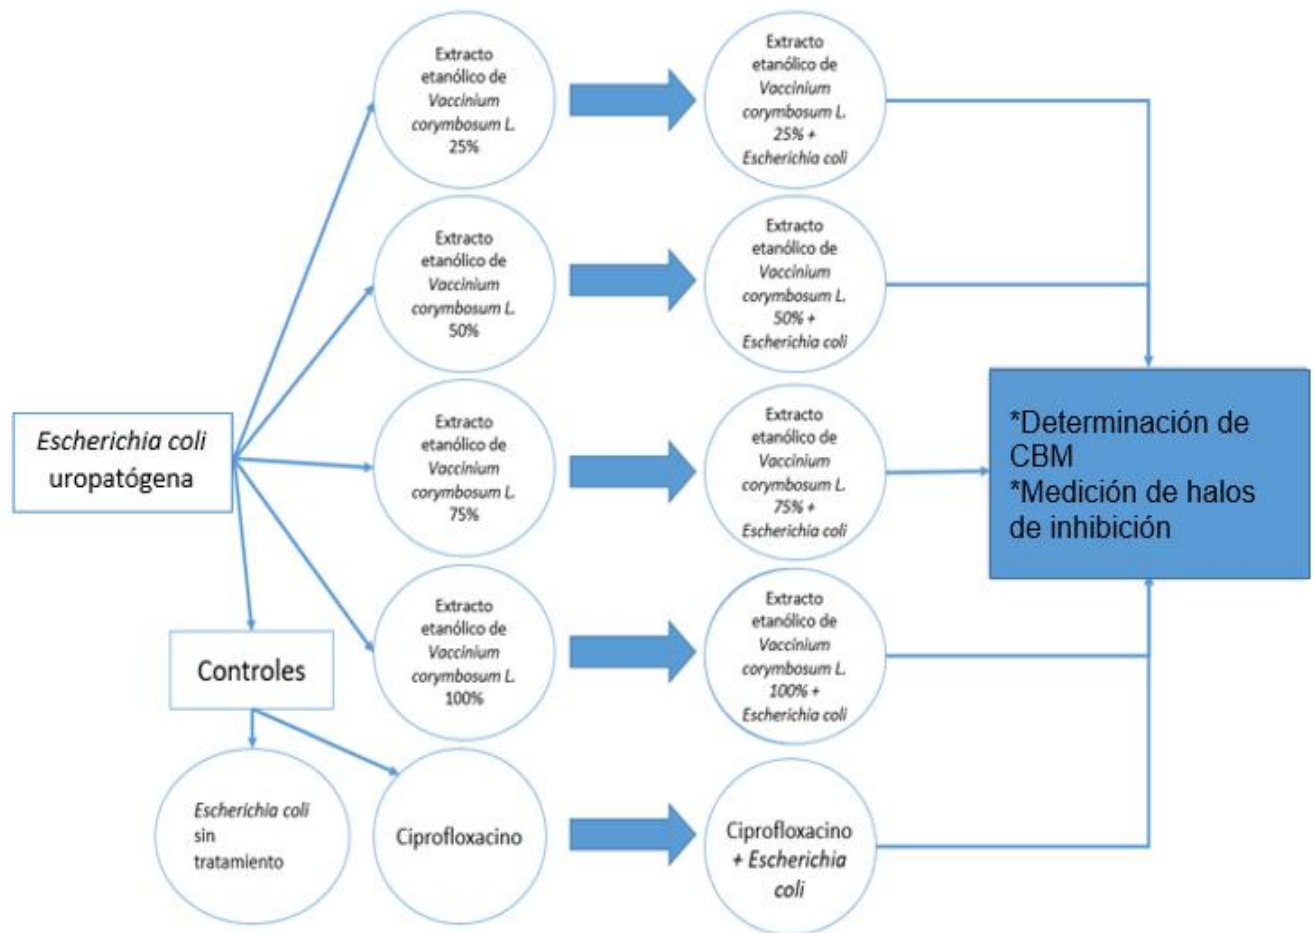 Extracto
etanólico de
Vaccinium
corymbosum L.
25%
Extracto
etanólico de
Vaccinium
corymbosum L.
25% +
Escherichia coli
Extracto
etanólico de
Vaccinium
corymbosum L.
50%
Extracto
etanólico de
Vaccinium
corymbosum L.
50% +
Escherichia coli
Escherichia coli
uropatógena
Extracto
etanólico de
Vaccinium
corymbosum L.
75%
Extracto
etanólico de
Vaccinium
corymbosum L.
75% +
Escherichia coli
*Determinación de
CBM
*Medición de halos
de inhibición
Controles
Extracto
etanólico de
Vaccinium
corymbosum L.
100%
Extracto
etanólico de
Vaccinium
corymbosum L.
100% +
Escherichia coli
Escherichia coli
sin
tratamiento
Ciprofloxacino
Ciprofloxacino
+ Escherichia
coli